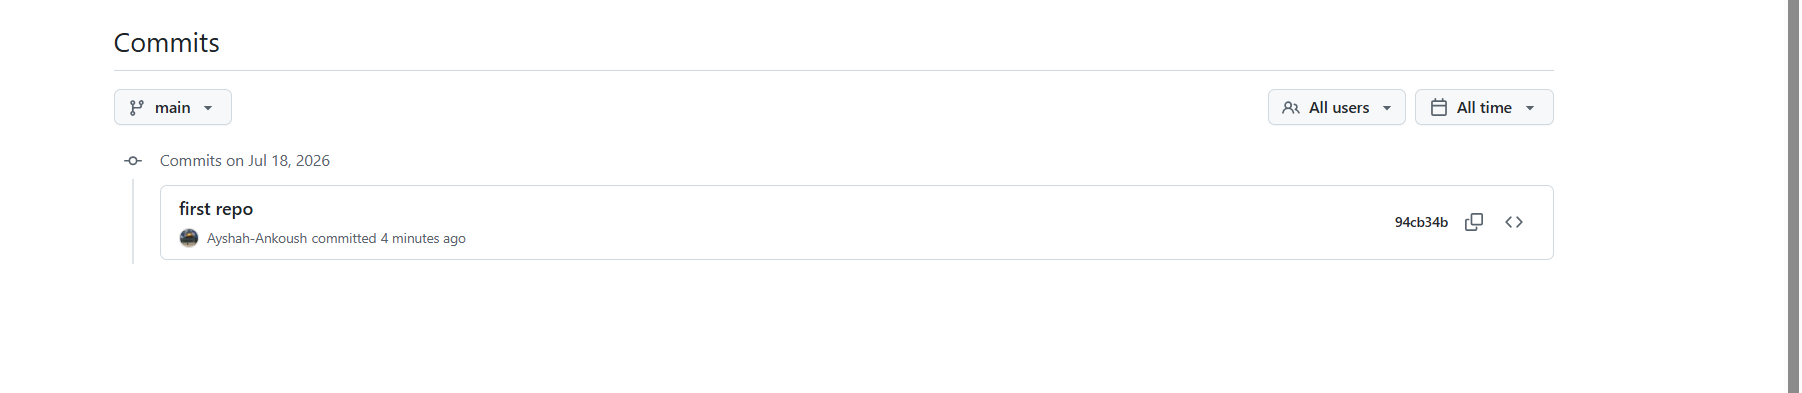 Commits
main
All users
All time
Commits on Jul 18, 2026
first repo
94cb34b
Ayshah-Ankoush committed 4 minutes ago